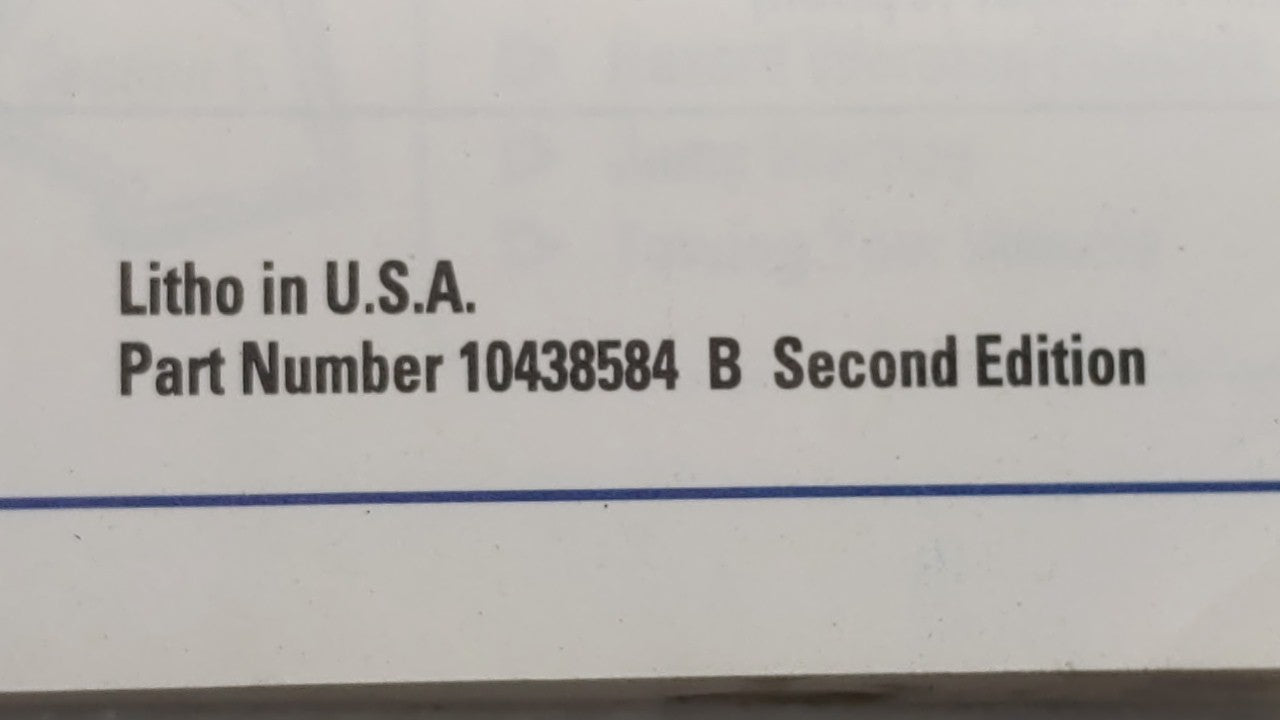 Litho in U.S.A.
Part Number 10438584 B Second Edition